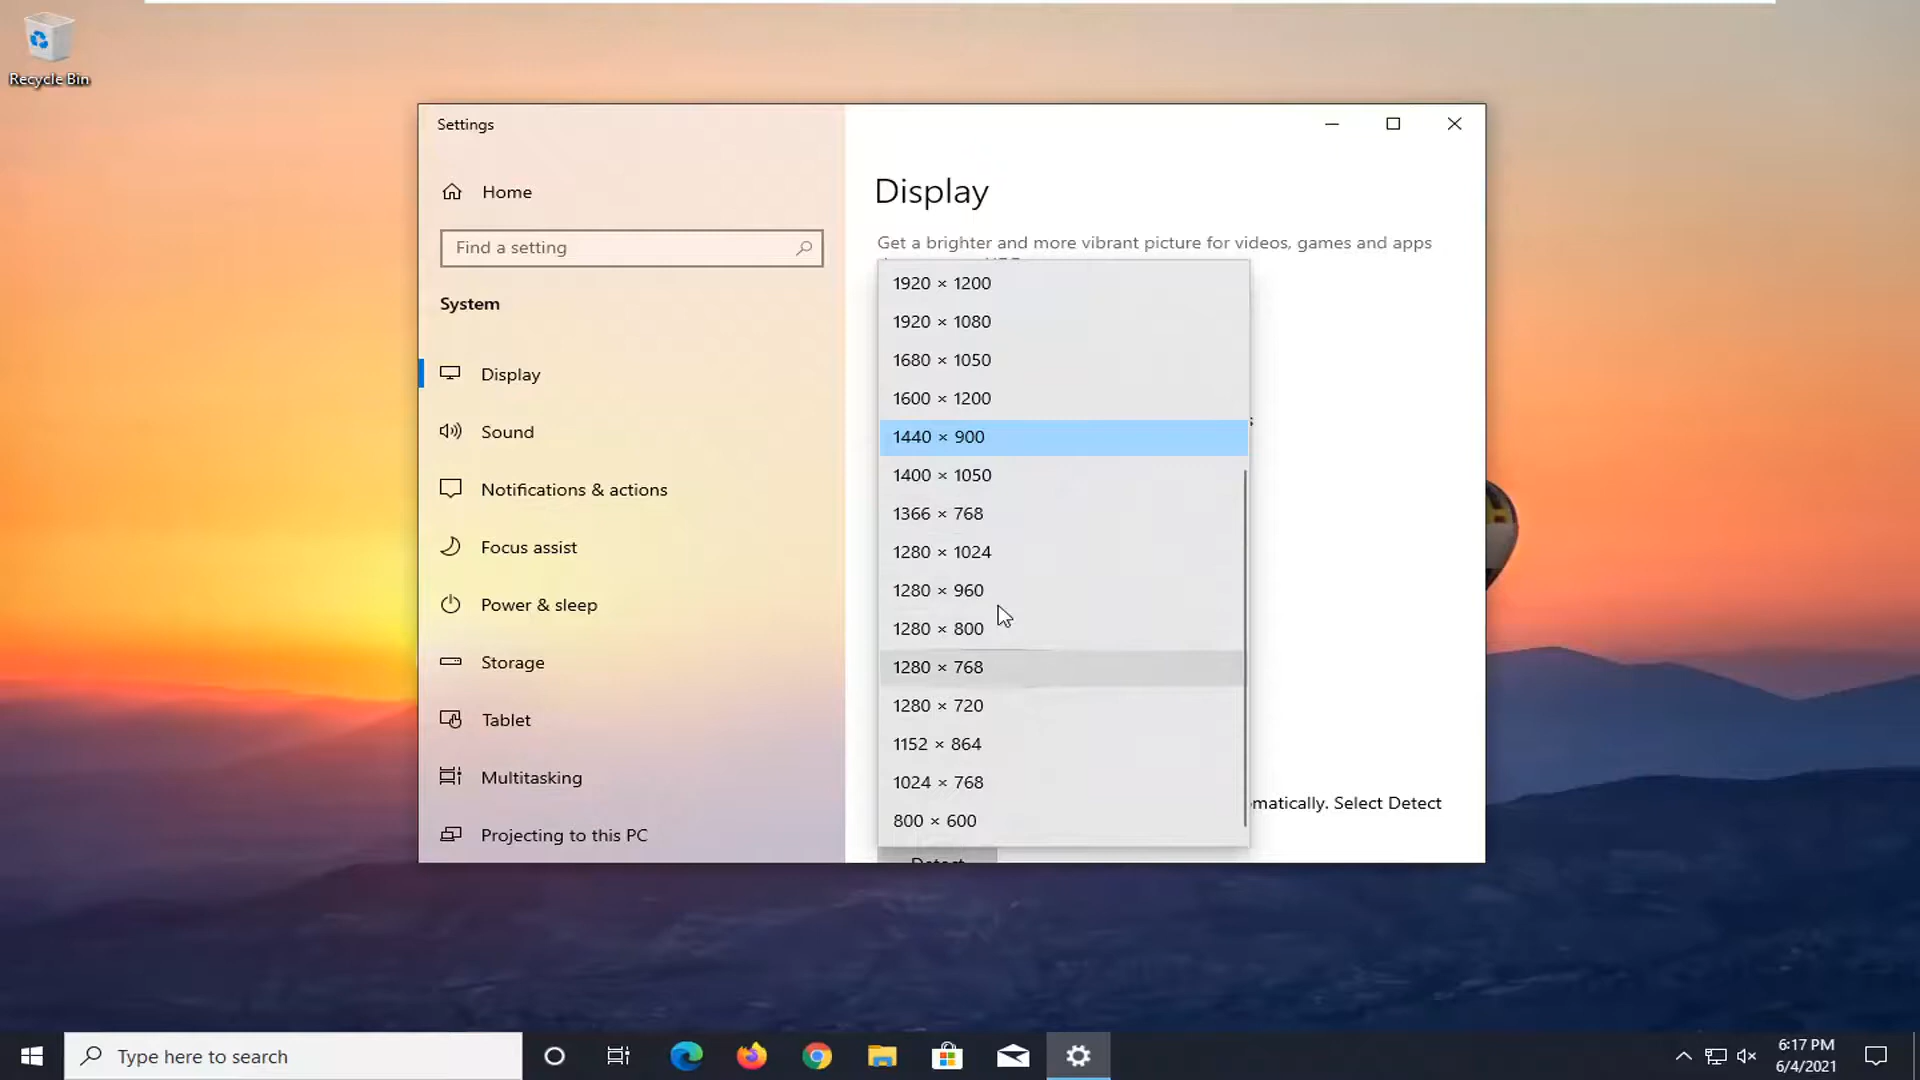 Recycle Bin
Settings
Home
Find a setting
System
Display
Sound
Notifications & actions
Focus assist
Power & sleep
Storage
Tablet
Multitasking
Projecting to this PC
Display
Get a brighter and more vibrant picture for videos, games and apps
1920 × 1200
1920 × 1080
1680 × 1050
1600 × 1200
1440 × 900
1400 × 1050
1366 × 768
1280 × 1024
1280 × 960
1280 × 800
1280 × 768
1280 × 720
1152 × 864
1024 × 768
800 × 600
matically. Select Detect
Detect
Type here to search
6:17 PM
6/4/2021